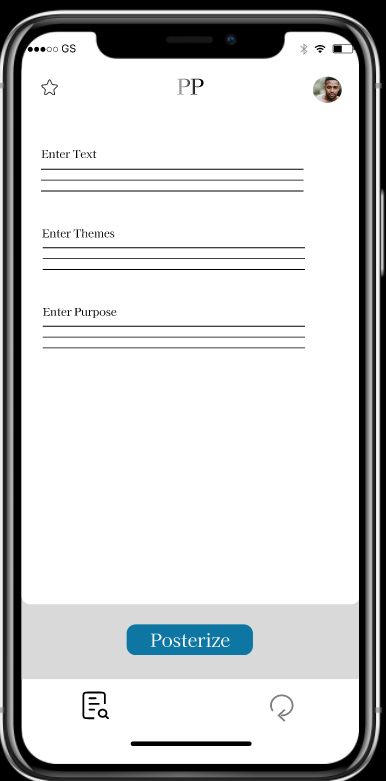 GS
PP
Enter Text
Enter Themes
Enter Purpose
Posterize